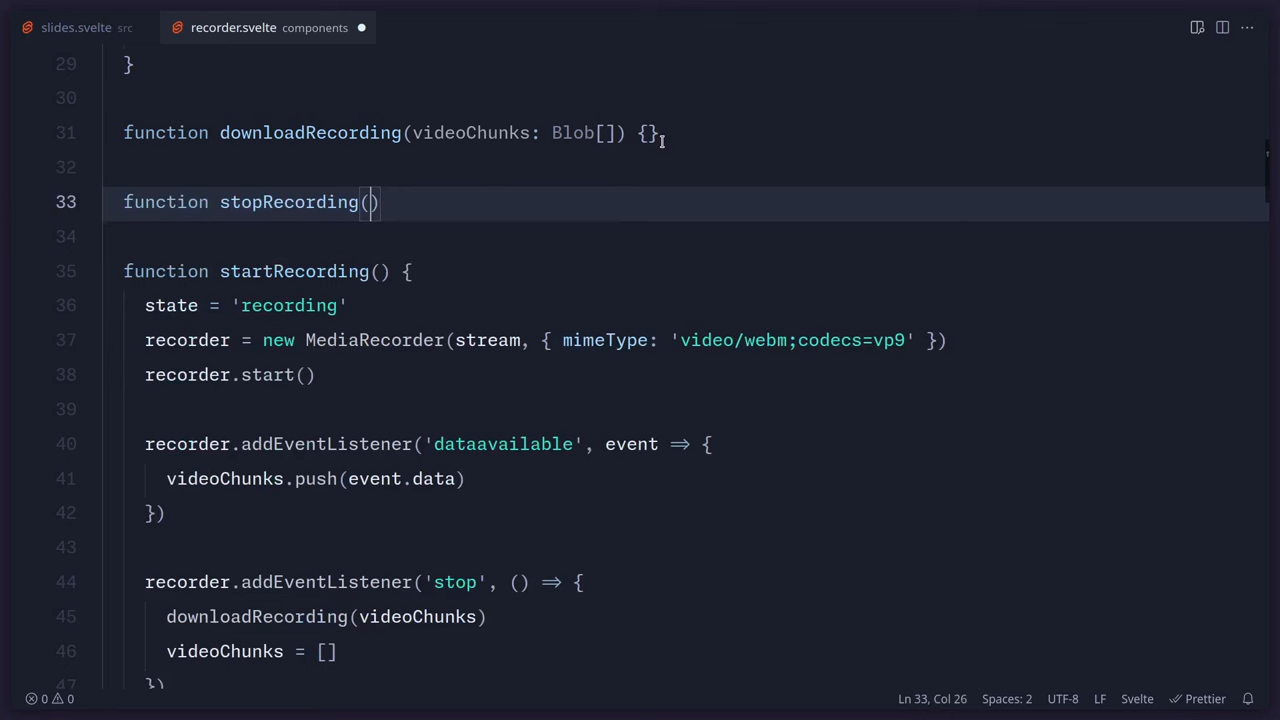 slides.svelte src
recorder.svelte components
29 }
30
31 function downloadRecording(videoChunks: Blob[]) {}
32
33 function stopRecording()
34
35 function startRecording() {
36 state = 'recording'
37 recorder = new MediaRecorder(stream, { mimeType: 'video/webm;codecs=vp9' })
38 recorder.start()
39
40 recorder.addEventListener('dataavailable', event ⇒ {
41 videoChunks.push(event.data)
42 })
43
44 recorder.addEventListener('stop', () ⇒ {
45 downloadRecording(videoChunks)
46 videoChunks = []
47 })
0 0 Ln 33, Col 26 Spaces: 2 UTF-8 LF Svelte Prettier